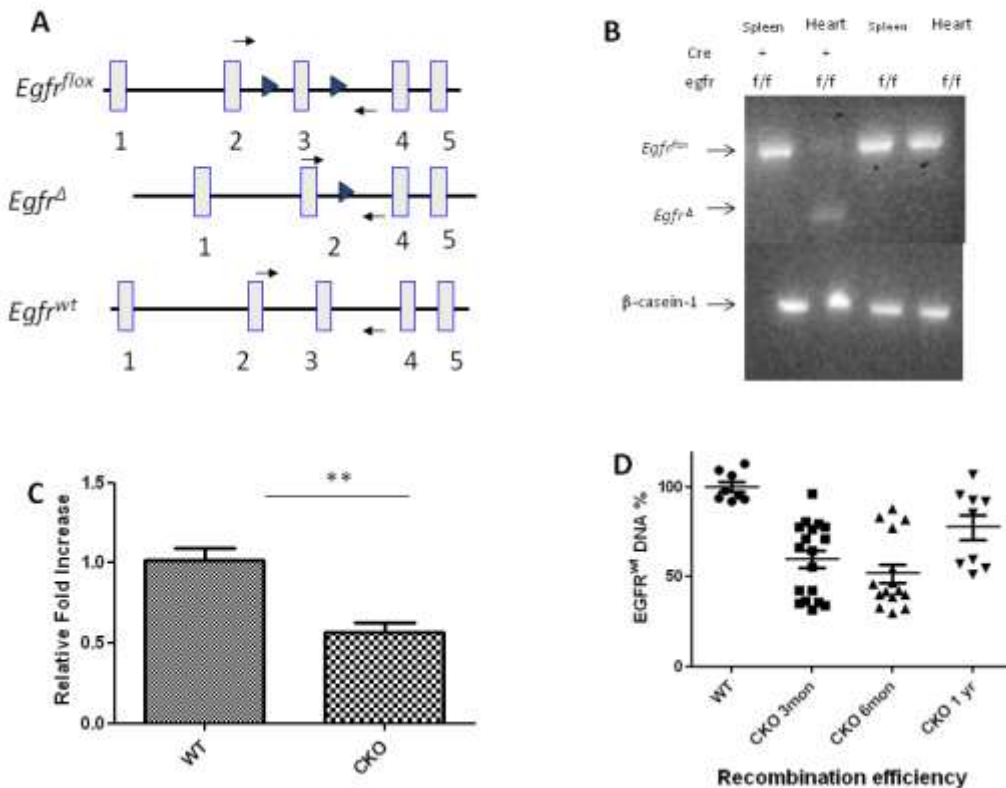 A
Egfr^flox
1 2 3 4 5
Egfr^Δ
1 2 4 5
Egfr^wt
1 2 3 4 5
B
Spleen Heart Spleen Heart
Cre + +
egfr f/f f/f f/f f/f
Egfr^flox
Egfr^Δ
β-casein-1
C
Relative Fold Increase
1.5
1.0
0.5
0.0
**
WT CKO
D
EGFR^wt DNA %
100
50
0
WT CKO 3mon CKO 6mon CKO 1 yr
Recombination efficiency